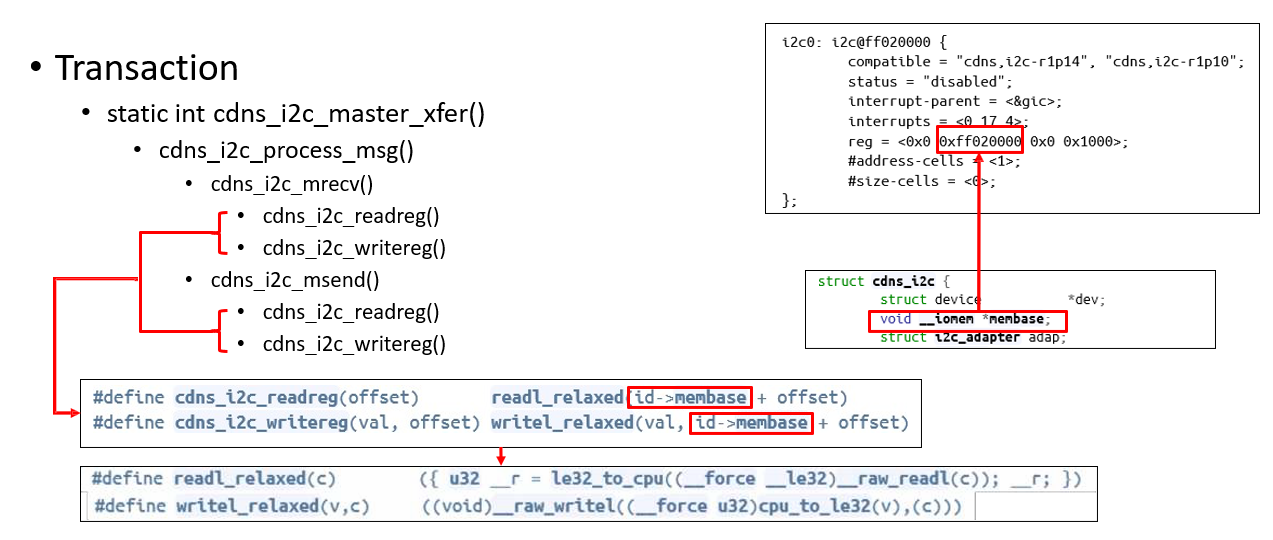 • Transaction
• static int cdns_i2c_master_xfer()
• cdns_i2c_process_msg()
• cdns_i2c_mrecv()
• cdns_i2c_readreg()
• cdns_i2c_writereg()
• cdns_i2c_msend()
• cdns_i2c_readreg()
• cdns_i2c_writereg()
i2c0: i2c@ff020000 {
compatible = "cdns,i2c-r1p14", "cdns,i2c-r1p10";
status = "disabled";
interrupt-parent = <&gic>;
interrupts = <0 17 4>;
reg = <0x0 0xff020000 0x0 0x1000>;
#address-cells = <1>;
#size-cells = <0>;
};
struct cdns_i2c {
struct device *dev;
void __iomem *membase;
struct i2c_adapter adap;
#define cdns_i2c_readreg(offset) readl_relaxed(id->membase + offset)
#define cdns_i2c_writereg(val, offset) writel_relaxed(val, id->membase + offset)
#define readl_relaxed(c) ({ u32 __r = le32_to_cpu((__force __le32)__raw_readl(c)); __r; })
#define writel_relaxed(v,c) ((void)__raw_writel((__force u32)cpu_to_le32(v),(c)))